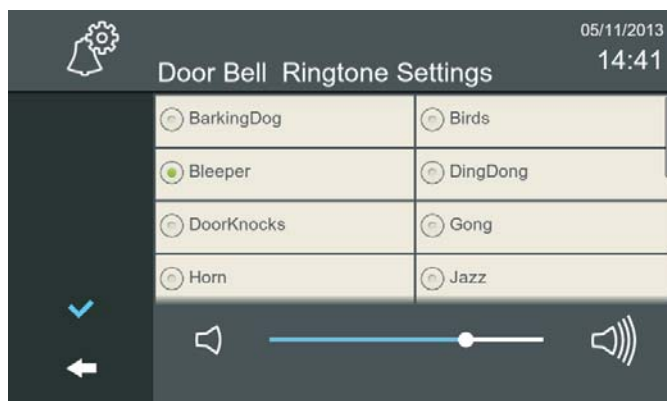 05/11/2013
14:41
Door Bell Ringtone Settings
BarkingDog
Birds
Bleeper
DingDong
DoorKnocks
Gong
Horn
Jazz